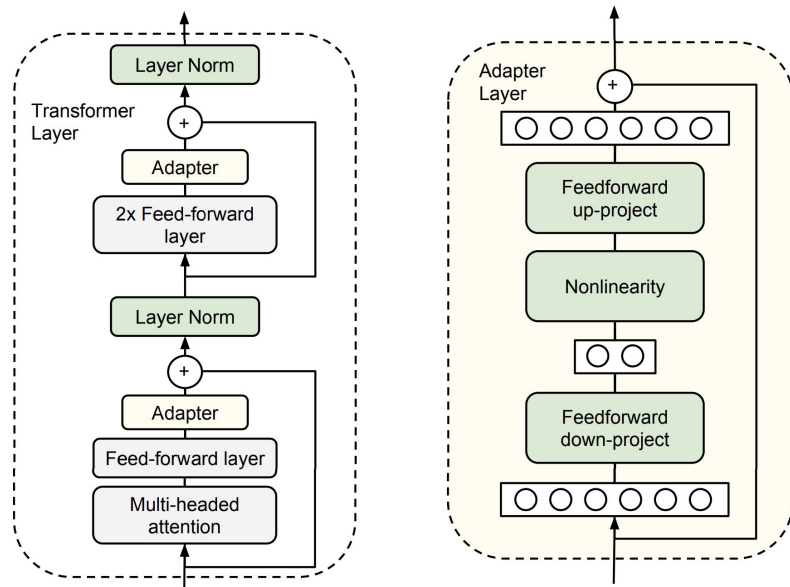 Layer Norm
Transformer
Layer
+
Adapter
2x Feed-forward
layer
Layer Norm
+
Adapter
Feed-forward layer
Multi-headed
attention
Adapter
Layer
+
Feedforward
up-project
Nonlinearity
Feedforward
down-project